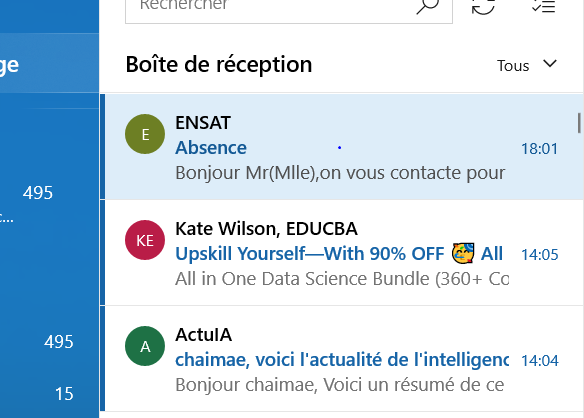 Rechercher
ge
Boîte de réception
Tous
E
ENSAT
Absence
18:01
Bonjour Mr(Mlle),on vous contacte pour
495
c...
KE
Kate Wilson, EDUCBA
Upskill Yourself—With 90% OFF 🥳 All
14:05
All in One Data Science Bundle (360+ Co
A
ActuIA
495
chaimae, voici l'actualité de l'intelligenc
14:04
Bonjour chaimae, Voici un résumé de ce
15